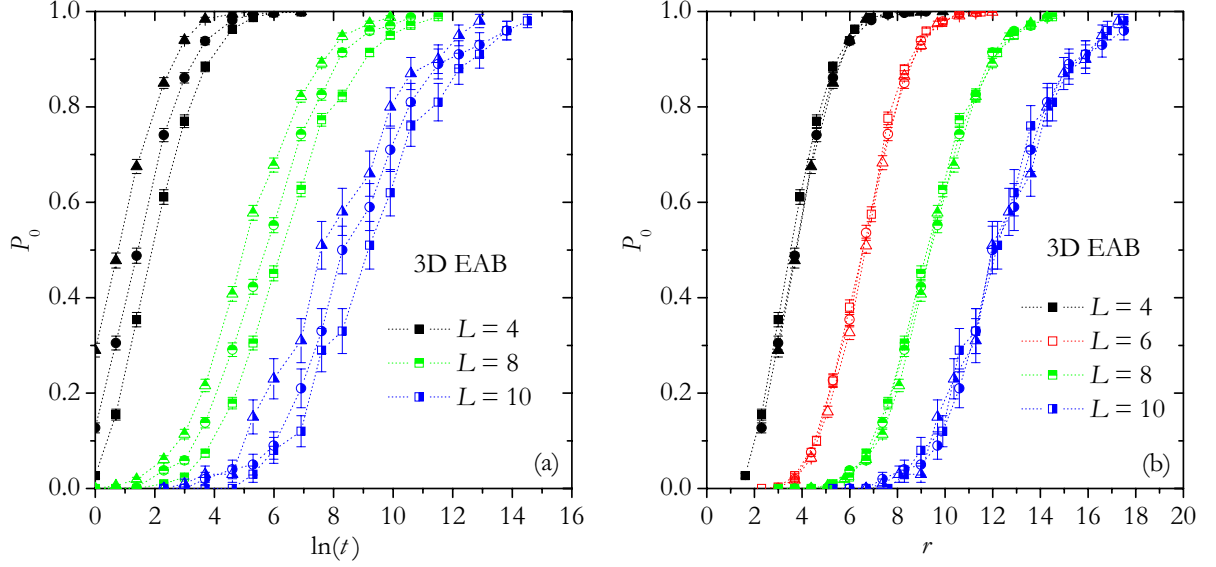 1.0
0.8
0.6
0.4
0.2
0.0
P0
0 2 4 6 8 10 12 14 16
ln(t)
3D EAB
L = 4
L = 8
L = 10
(a)
1.0
0.8
0.6
0.4
0.2
0.0
P0
0 2 4 6 8 10 12 14 16 18 20
r
3D EAB
L = 4
L = 6
L = 8
L = 10
(b)